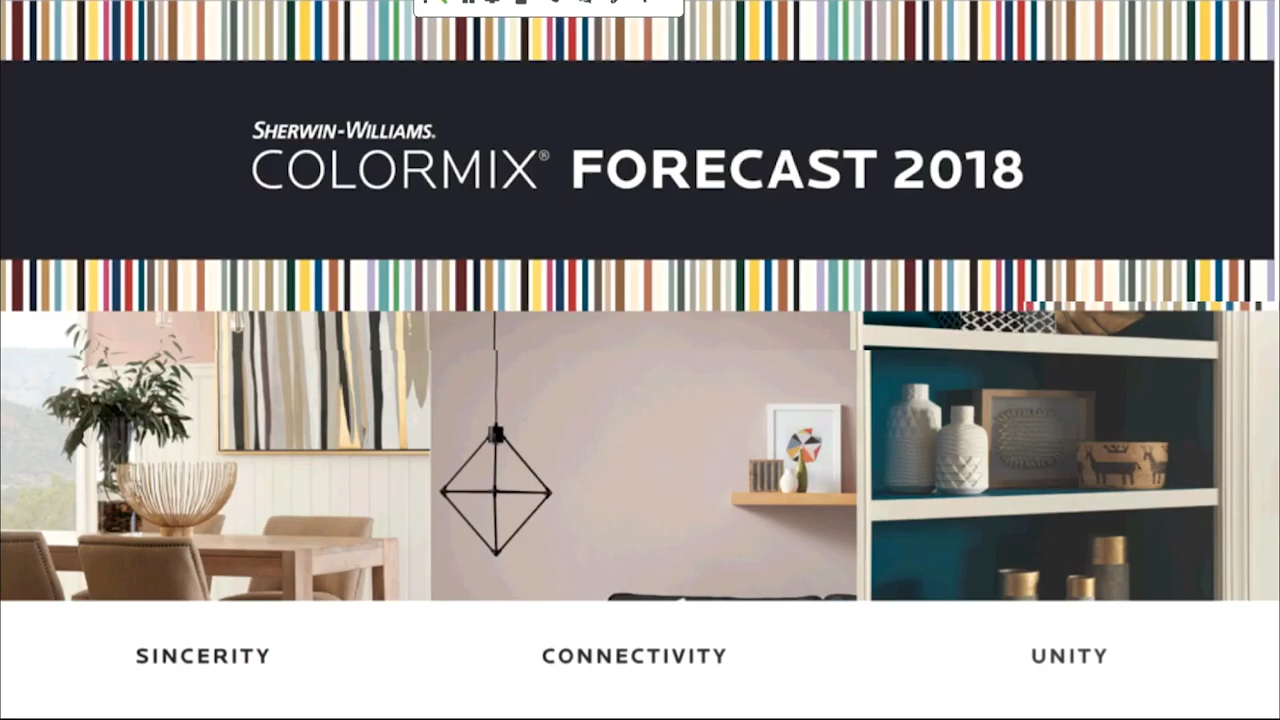 SHERWIN-WILLIAMS.
COLORMIX® FORECAST 2018
SINCERITY
CONNECTIVITY
UNITY